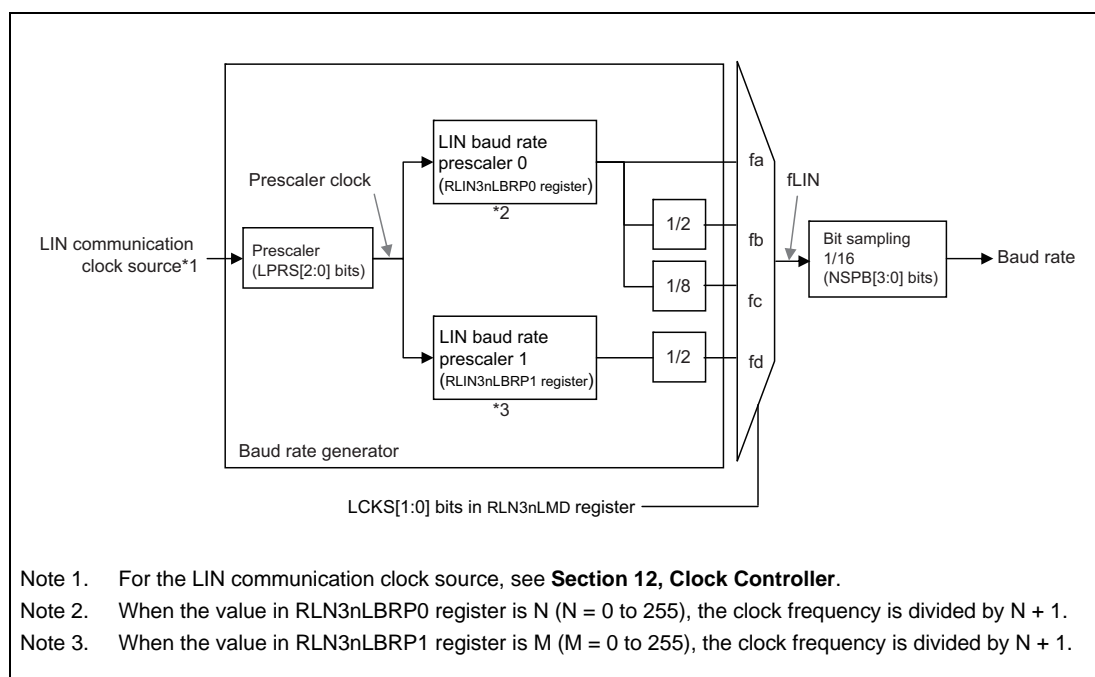 LIN baud rate
prescaler 0
(RLIN3nLBRP0 register)
*2
Prescaler clock
fa
fLIN
1/2
fb
LIN communication
clock source*1
Prescaler
(LPRS[2:0] bits)
Bit sampling
1/16
(NSPB[3:0] bits)
Baud rate
1/8
fc
LIN baud rate
prescaler 1
(RLIN3nLBRP1 register)
*3
1/2
fd
Baud rate generator
LCKS[1:0] bits in RLN3nLMD register
Note 1. For the LIN communication clock source, see Section 12, Clock Controller.
Note 2. When the value in RLN3nLBRP0 register is N (N = 0 to 255), the clock frequency is divided by N + 1.
Note 3. When the value in RLN3nLBRP1 register is M (M = 0 to 255), the clock frequency is divided by N + 1.